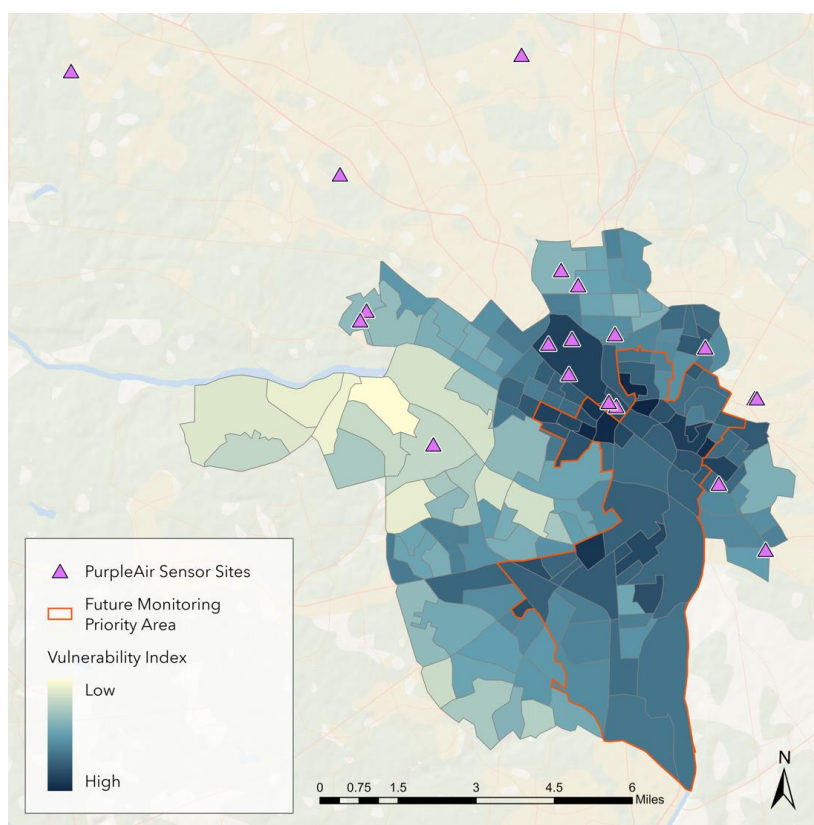 PurpleAir Sensor Sites
Future Monitoring
Priority Area
Vulnerability Index
Low
High
0 0.75 1.5 3 4.5 6
Miles
N